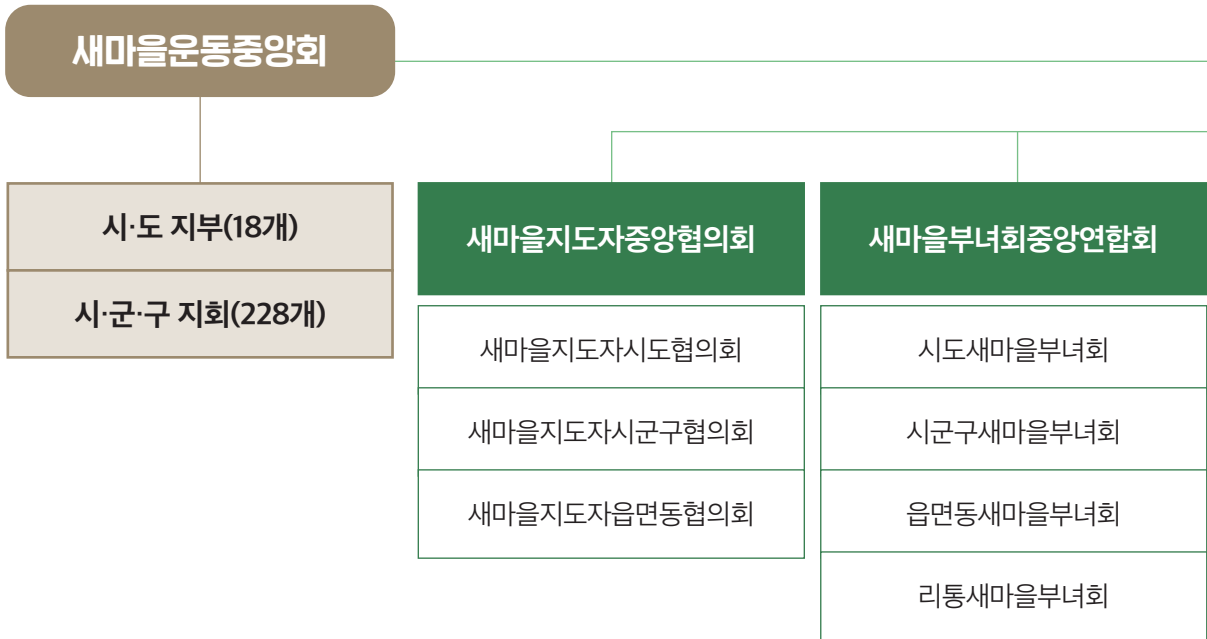 새마을운동중앙회
시·도 지부(18개)
시·군·구 지회(228개)
새마을지도자중앙협의회
새마을지도자시도협의회
새마을지도자시군구협의회
새마을지도자읍면동협의회
새마을부녀회중앙연합회
시도새마을부녀회
시군구새마을부녀회
읍면동새마을부녀회
리통새마을부녀회